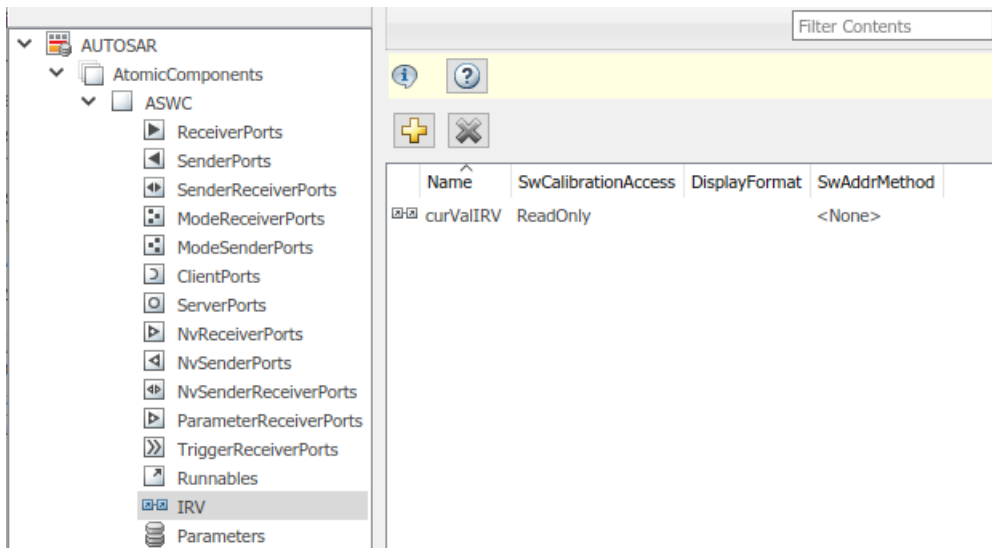 Filter Contents
AUTOSAR
AtomicComponents
ASWC
ReceiverPorts
SenderPorts
SenderReceiverPorts
ModeReceiverPorts
ModeSenderPorts
ClientPorts
ServerPorts
NvReceiverPorts
NvSenderPorts
NvSenderReceiverPorts
ParameterReceiverPorts
TriggerReceiverPorts
Runnables
IRV
Parameters
Name SwCalibrationAccess DisplayFormat SwAddrMethod
curValIRV ReadOnly <None>